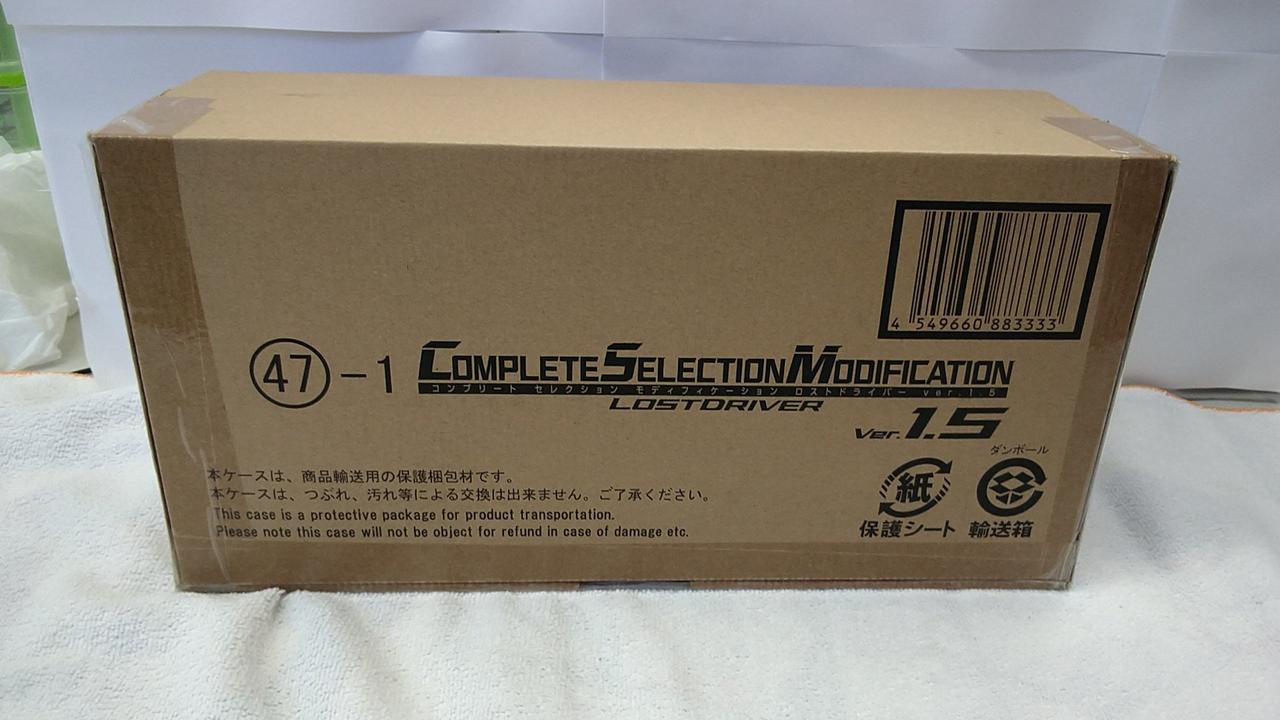 4 549660 883333
㊼-1 COMPLETE SELECTION MODIFICATION
コンプリート セレクション モディフィケーション ロストドライバー ver.1.5
LOSTDRIVER
Ver. 1.5
ダンボール
紙
保護シート 輸送箱
本ケースは、商品輸送用の保護梱包材です。
本ケースは、つぶれ、汚れ等による交換は出来ません。ご了承ください。
This case is a protective package for product transportation.
Please note this case will not be object for refund in case of damage etc.